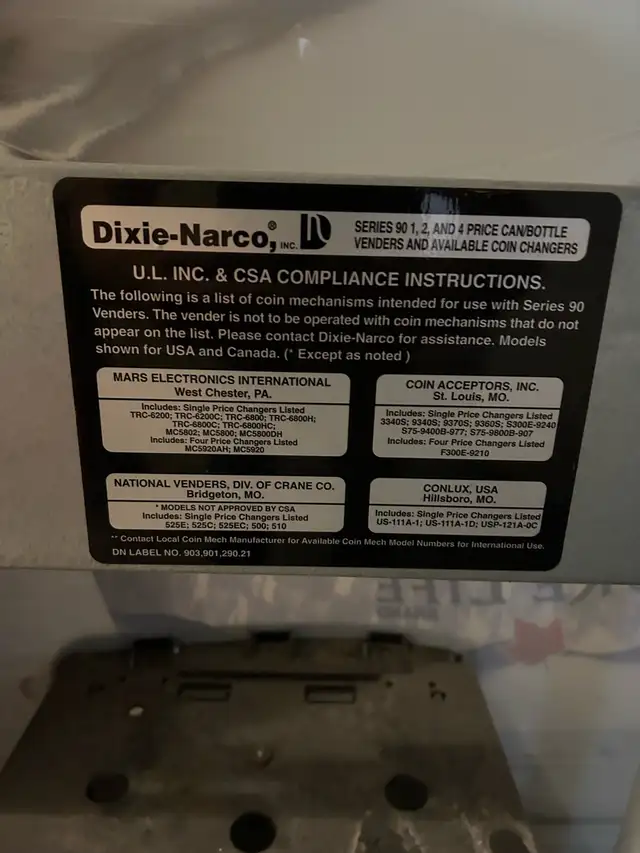 Dixie-Narco,® INC.
SERIES 90 1, 2, AND 4 PRICE CAN/BOTTLE
VENDERS AND AVAILABLE COIN CHANGERS
U.L. INC. & CSA COMPLIANCE INSTRUCTIONS.
The following is a list of coin mechanisms intended for use with Series 90
Venders. The vender is not to be operated with coin mechanisms that do not
appear on the list. Please contact Dixie-Narco for assistance. Models
shown for USA and Canada. (* Except as noted )
MARS ELECTRONICS INTERNATIONAL
West Chester, PA.
Includes: Single Price Changers Listed
TRC-6200; TRC-6200C; TRC-6800; TRC-6800H;
TRC-6800C; TRC-6800HC;
MC5802; MC5800; MC5800DH
Includes: Four Price Changers Listed
MC5920AH; MC5920
COIN ACCEPTORS, INC.
St. Louis, MO.
Includes: Single Price Changers Listed
3340S; 9340S; 9370S; 9360S; S300E-9240
S75-9400B-977; S75-9800B-907
Includes: Four Price Changers Listed
F300E-9210
NATIONAL VENDERS, DIV. OF CRANE CO.
Bridgeton, MO.
* MODELS NOT APPROVED BY CSA
Includes: Single Price Changers Listed
525E; 525C; 525EC; 500; 510
CONLUX, USA
Hillsboro, MO.
Includes: Single Price Changers Listed
US-111A-1; US-111A-1D; USP-121A-0C
** Contact Local Coin Mech Manufacturer for Available Coin Mech Model Numbers for International Use.
DN LABEL NO. 903,901,290.21